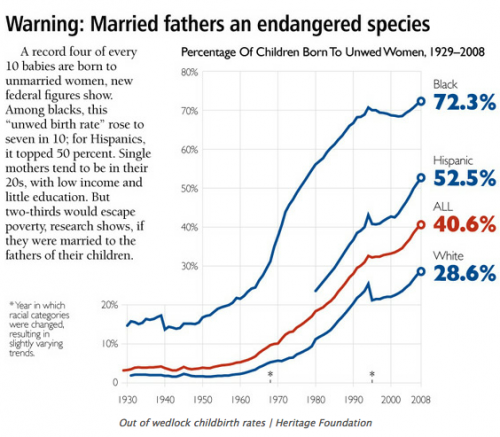 Warning: Married fathers an endangered species
A record four of every
10 babies are born to
unmarried women, new
federal figures show.
Among blacks, this
“unwed birth rate” rose to
seven in 10; for Hispanics,
it topped 50 percent. Single
mothers tend to be in their
20s, with low income and
little education. But
two-thirds would escape
poverty, research shows, if
they were married to the
fathers of their children.
*Year in which
racial categories
were changed,
resulting in
slightly varying
trends.
Percentage Of Children Born To Unwed Women, 1929–2008
80%
70%
60%
50%
40%
30%
20%
10%
0
Black
72.3%
Hispanic
52.5%
ALL
40.6%
White
28.6%
* *
1930 1940 1950 1960 1970 1980 1990 2000 2008
Out of wedlock childbirth rates | Heritage Foundation